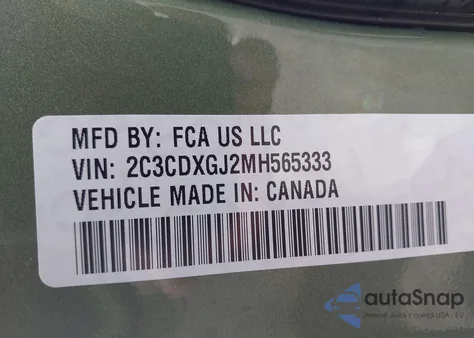 MFD BY: FCA US LLC
VIN: 2C3CDXGJ2MH565333
VEHICLE MADE IN: CANADA
autoSnap